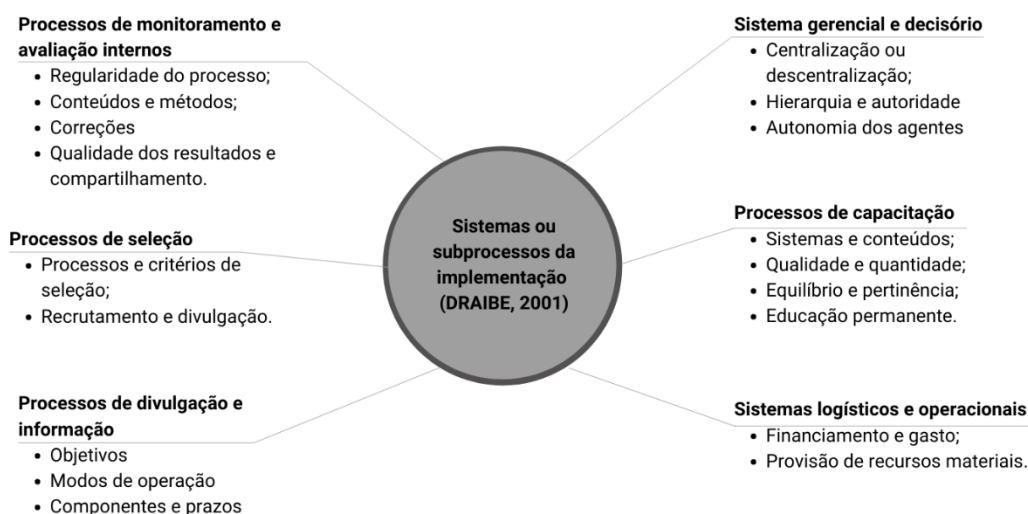 Processos de monitoramento e
avaliação internos
• Regularidade do processo;
• Conteúdos e métodos;
• Correções
• Qualidade dos resultados e
compartilhamento.
Processos de seleção
• Processos e critérios de
seleção;
• Recrutamento e divulgação.
Processos de divulgação e
informação
• Objetivos
• Modos de operação
• Componentes e prazos
Sistemas ou
subprocessos da
implementação
(DRAIBE, 2001)
Sistema gerencial e decisório
• Centralização ou
descentralização;
• Hierarquia e autoridade
• Autonomia dos agentes
Processos de capacitação
• Sistemas e conteúdos;
• Qualidade e quantidade;
• Equilíbrio e pertinência;
• Educação permanente.
Sistemas logísticos e operacionais
• Financiamento e gasto;
• Provisão de recursos materiais.